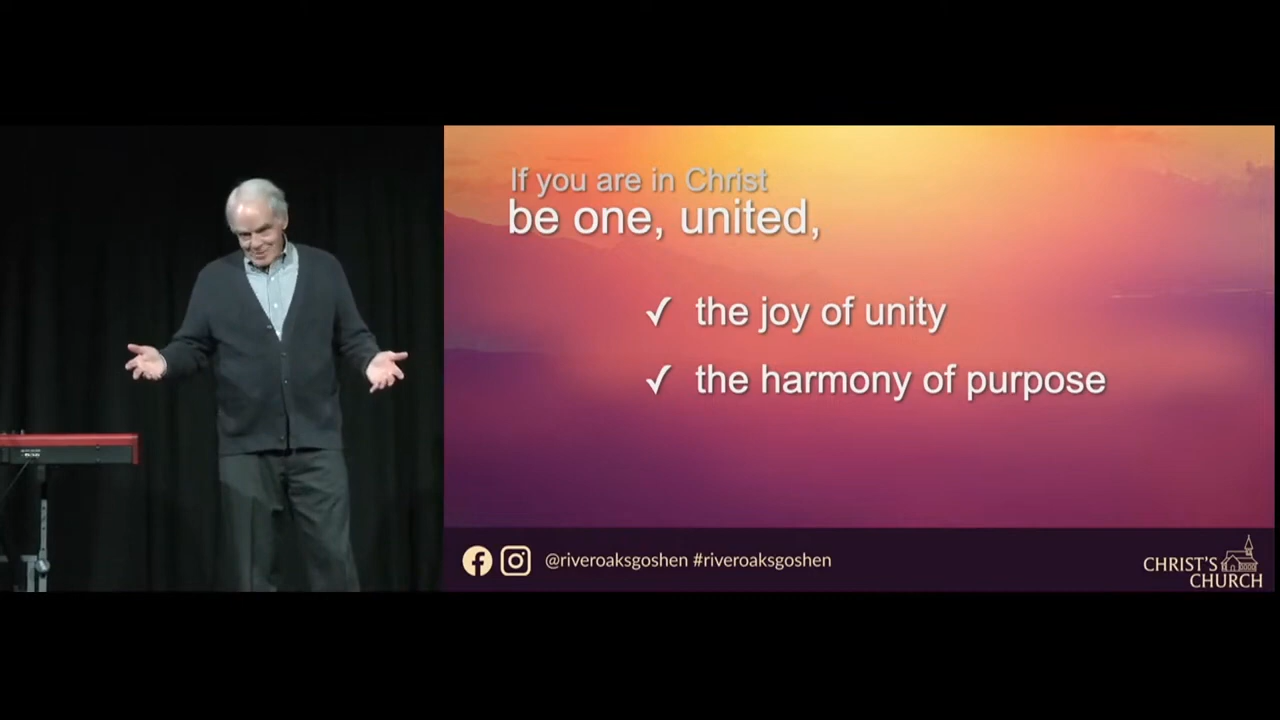 If you are in Christ
be one, united,
✓ the joy of unity
✓ the harmony of purpose
@riveroaksgoshen #riveroaksgoshen
CHRIST'S
CHURCH